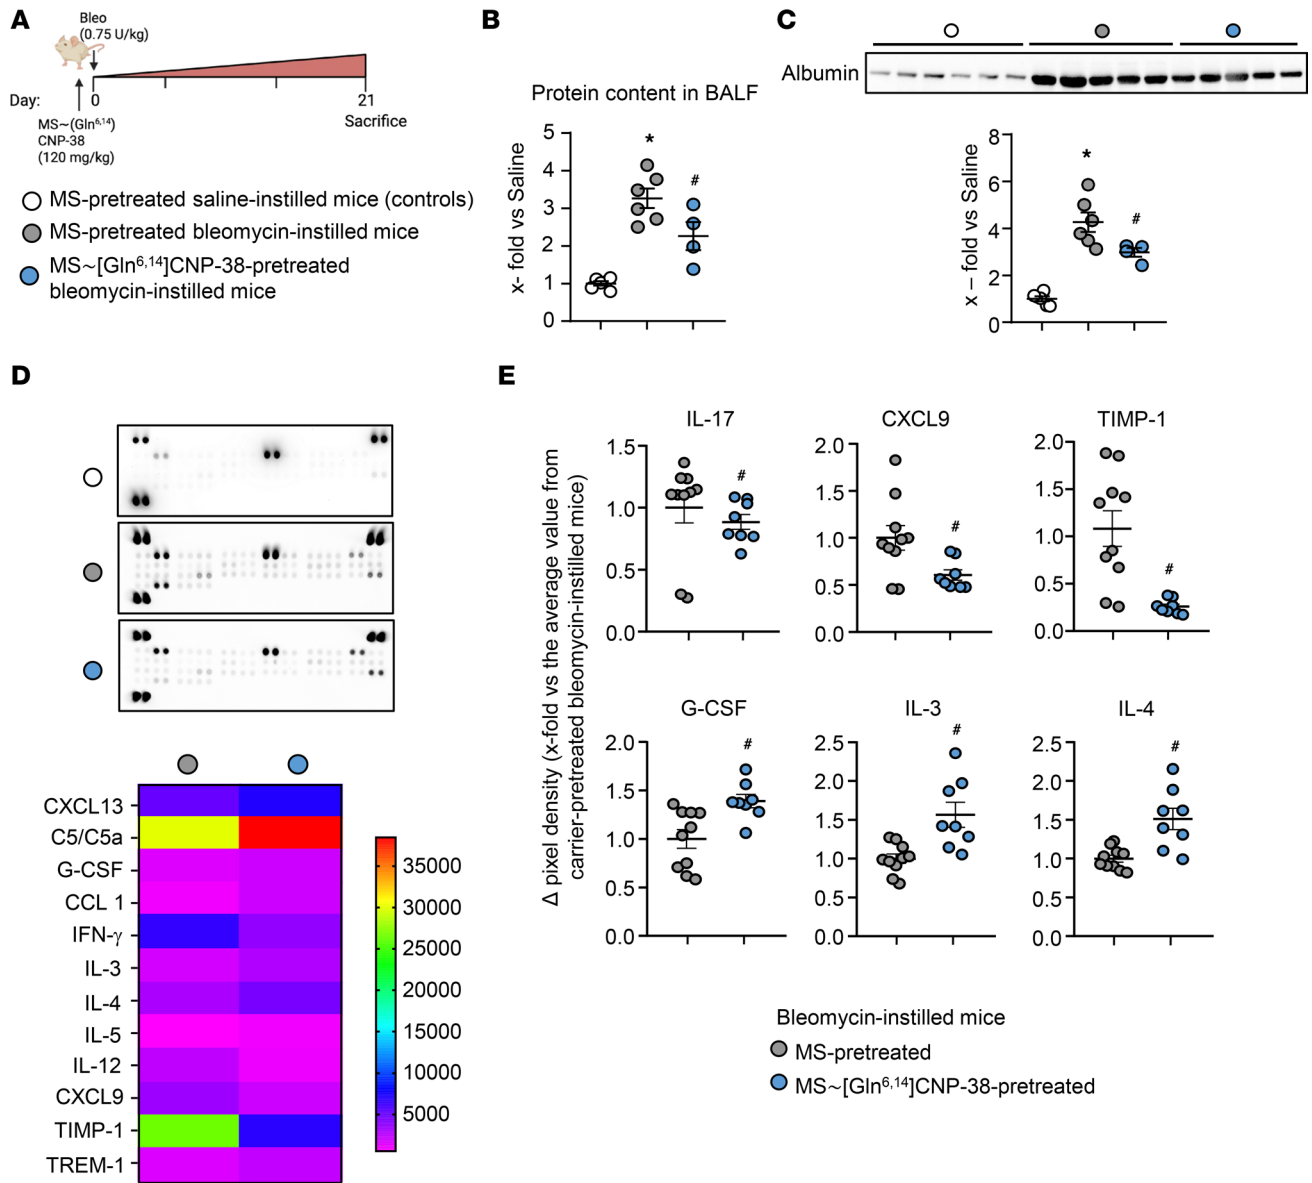 A
Bleo
(0.75 U/kg)
Day:
0
21
Sacrifice
MS~(Gln6,14)
CNP-38
(120 mg/kg)
MS-pretreated saline-instilled mice (controls)
MS-pretreated bleomycin-instilled mice
MS~[Gln6,14]CNP-38-pretreated
bleomycin-instilled mice
B
Protein content in BALF
x- fold vs Saline
5
4
3
2
1
0
*
#
C
Albumin
x – fold vs Saline
8
6
4
2
0
*
#
D
CXCL13
C5/C5a
G-CSF
CCL 1
IFN-γ
IL-3
IL-4
IL-5
IL-12
CXCL9
TIMP-1
TREM-1
35000
30000
25000
20000
15000
10000
5000
E
Δ pixel density (x-fold vs the average value from
carrier-pretreated bleomycin-instilled mice)
IL-17
1.5
1.0
0.5
0.0
#
CXCL9
2.0
1.5
1.0
0.5
0.0
#
TIMP-1
2.0
1.5
1.0
0.5
0.0
#
G-CSF
2.0
1.5
1.0
0.5
0.0
#
IL-3
2.5
2.0
1.5
1.0
0.5
0.0
#
IL-4
2.5
2.0
1.5
1.0
0.5
0.0
#
Bleomycin-instilled mice
MS-pretreated
MS~[Gln6,14]CNP-38-pretreated